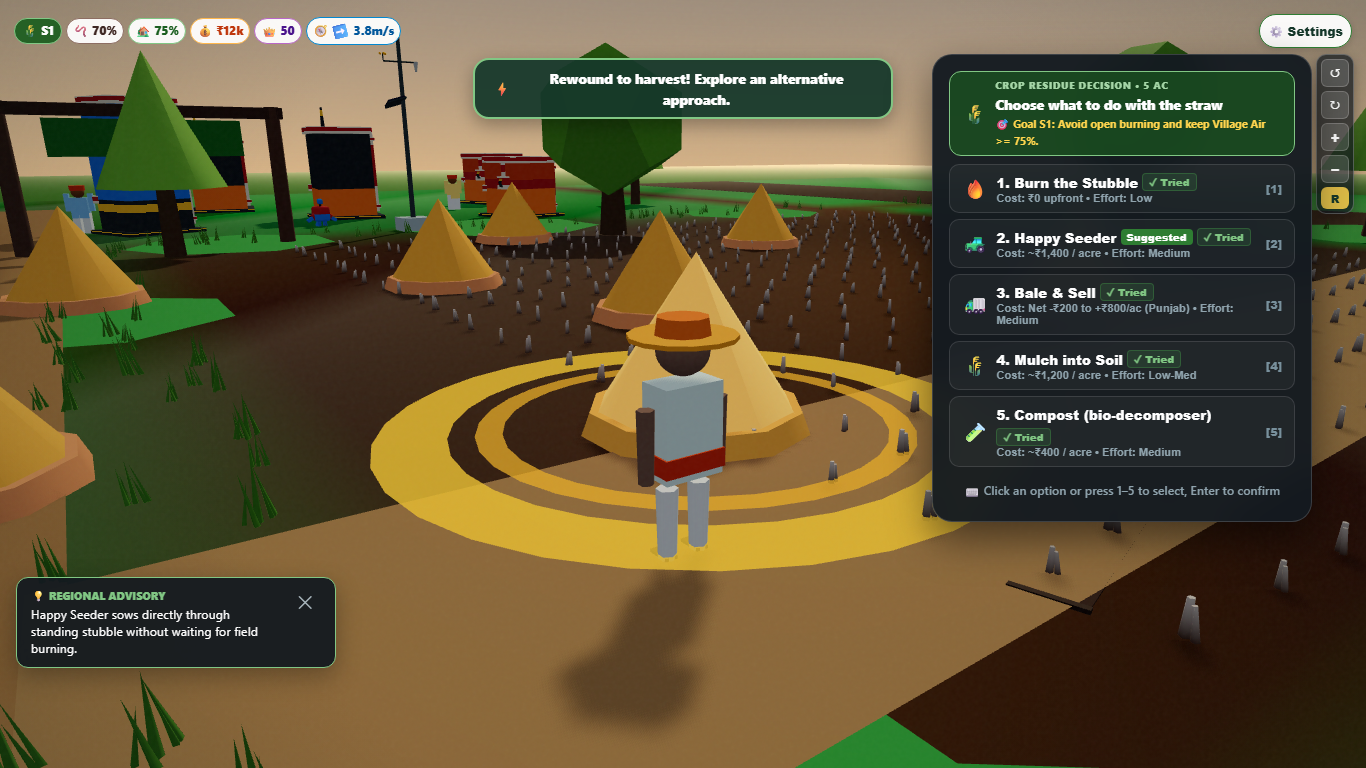 S1
70%
75%
₹12k
50
3.8m/s
Settings
Rewound to harvest! Explore an alternative
approach.
CROP RESIDUE DECISION • 5 AC
Choose what to do with the straw
Goal S1: Avoid open burning and keep Village Air
>= 75%.
1. Burn the Stubble ✓ Tried
Cost: ₹0 upfront • Effort: Low
[1]
2. Happy Seeder Suggested ✓ Tried
Cost: ~₹1,400 / acre • Effort: Medium
[2]
3. Bale & Sell ✓ Tried
Cost: Net -₹200 to +₹800/ac (Punjab) • Effort:
Medium
[3]
4. Mulch into Soil ✓ Tried
Cost: ~₹1,200 / acre • Effort: Low-Med
[4]
5. Compost (bio-decomposer)
✓ Tried
Cost: ~₹400 / acre • Effort: Medium
[5]
Click an option or press 1–5 to select, Enter to confirm
↺
↻
+
−
R
REGIONAL ADVISORY
Happy Seeder sows directly through
standing stubble without waiting for field
burning.